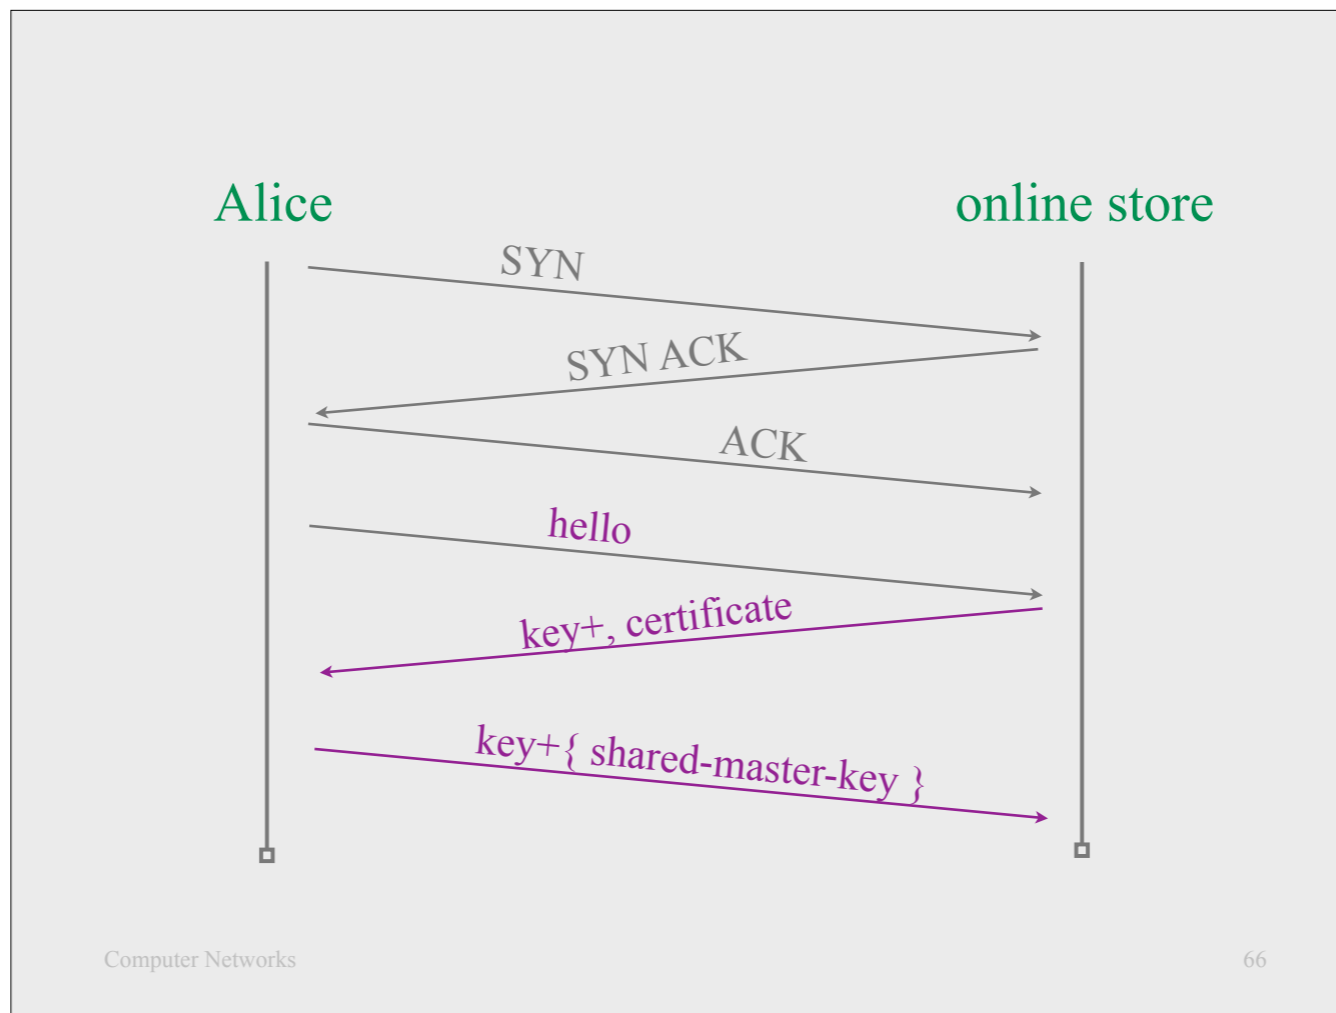 Alice
online store
SYN
SYN ACK
ACK
hello
key+, certificate
key+{ shared-master-key }
Computer Networks
66